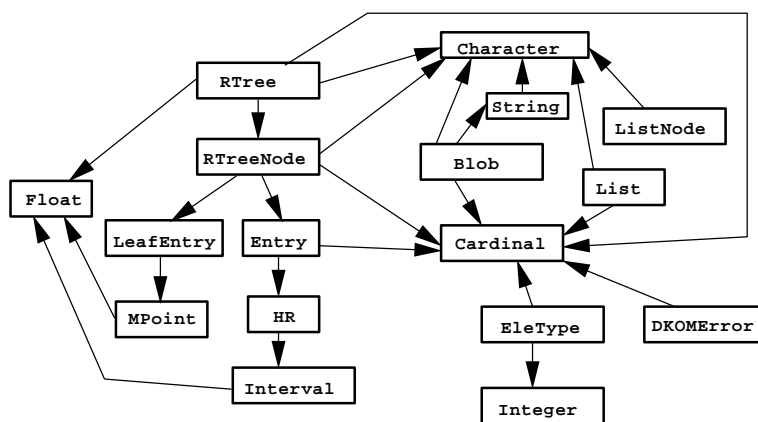 Character
RTree
String
ListNode
RTreeNode
Blob
List
Float
LeafEntry
Entry
Cardinal
MPoint
HR
EleType
DKOMError
Interval
Integer